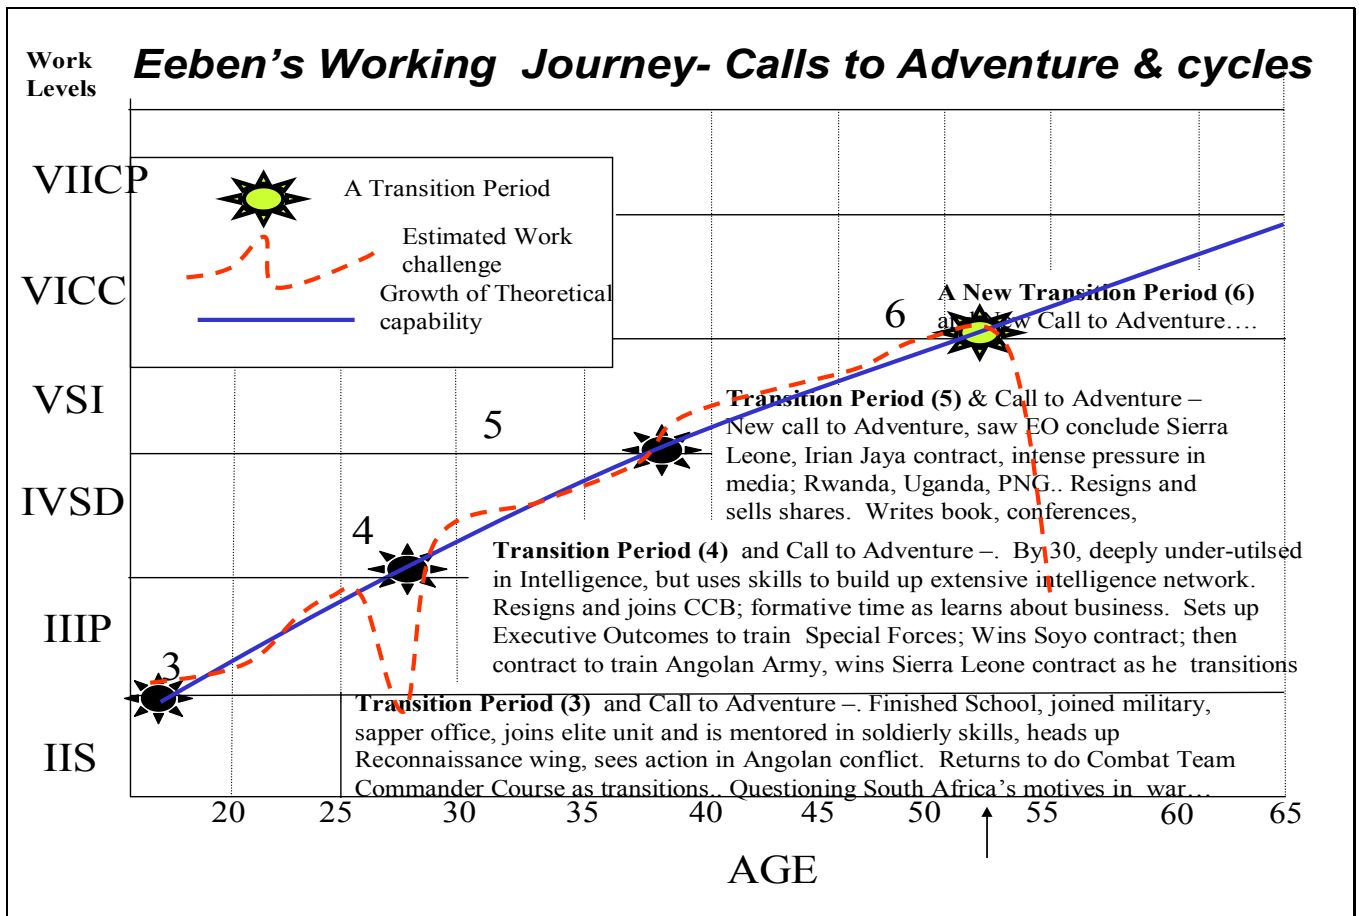 Work
Levels
Eeben's Working Journey- Calls to Adventure & cycles
VIICP
VICC
VSI
IVSD
IIIP
IIS
A Transition Period
Estimated Work
challenge
Growth of Theoretical
capability
6
5
4
3
A New Transition Period (6)
and New Call to Adventure….
Transition Period (5) & Call to Adventure –
New call to Adventure, saw EO conclude Sierra
Leone, Irian Jaya contract, intense pressure in
media; Rwanda, Uganda, PNG.. Resigns and
sells shares. Writes book, conferences,
Transition Period (4) and Call to Adventure –. By 30, deeply under-utilsed
in Intelligence, but uses skills to build up extensive intelligence network.
Resigns and joins CCB; formative time as learns about business. Sets up
Executive Outcomes to train Special Forces; Wins Soyo contract; then
contract to train Angolan Army, wins Sierra Leone contract as he transitions
Transition Period (3) and Call to Adventure –. Finished School, joined military,
sapper office, joins elite unit and is mentored in soldierly skills, heads up
Reconnaissance wing, sees action in Angolan conflict. Returns to do Combat Team
Commander Course as transitions.. Questioning South Africa's motives in war…
20 25 30 35 40 45 50 55 60 65
AGE